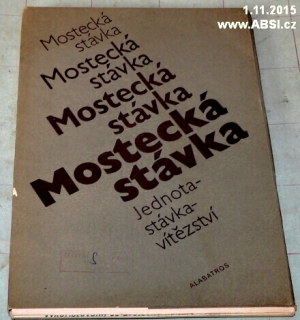 1.11.2015
www.ABSI.cz
Mostecká
stávka
Mostecká
stávka
Mostecká
stávka
Mostecká
stávka
Jednota-
stávka-
vítězství
ALBATROS